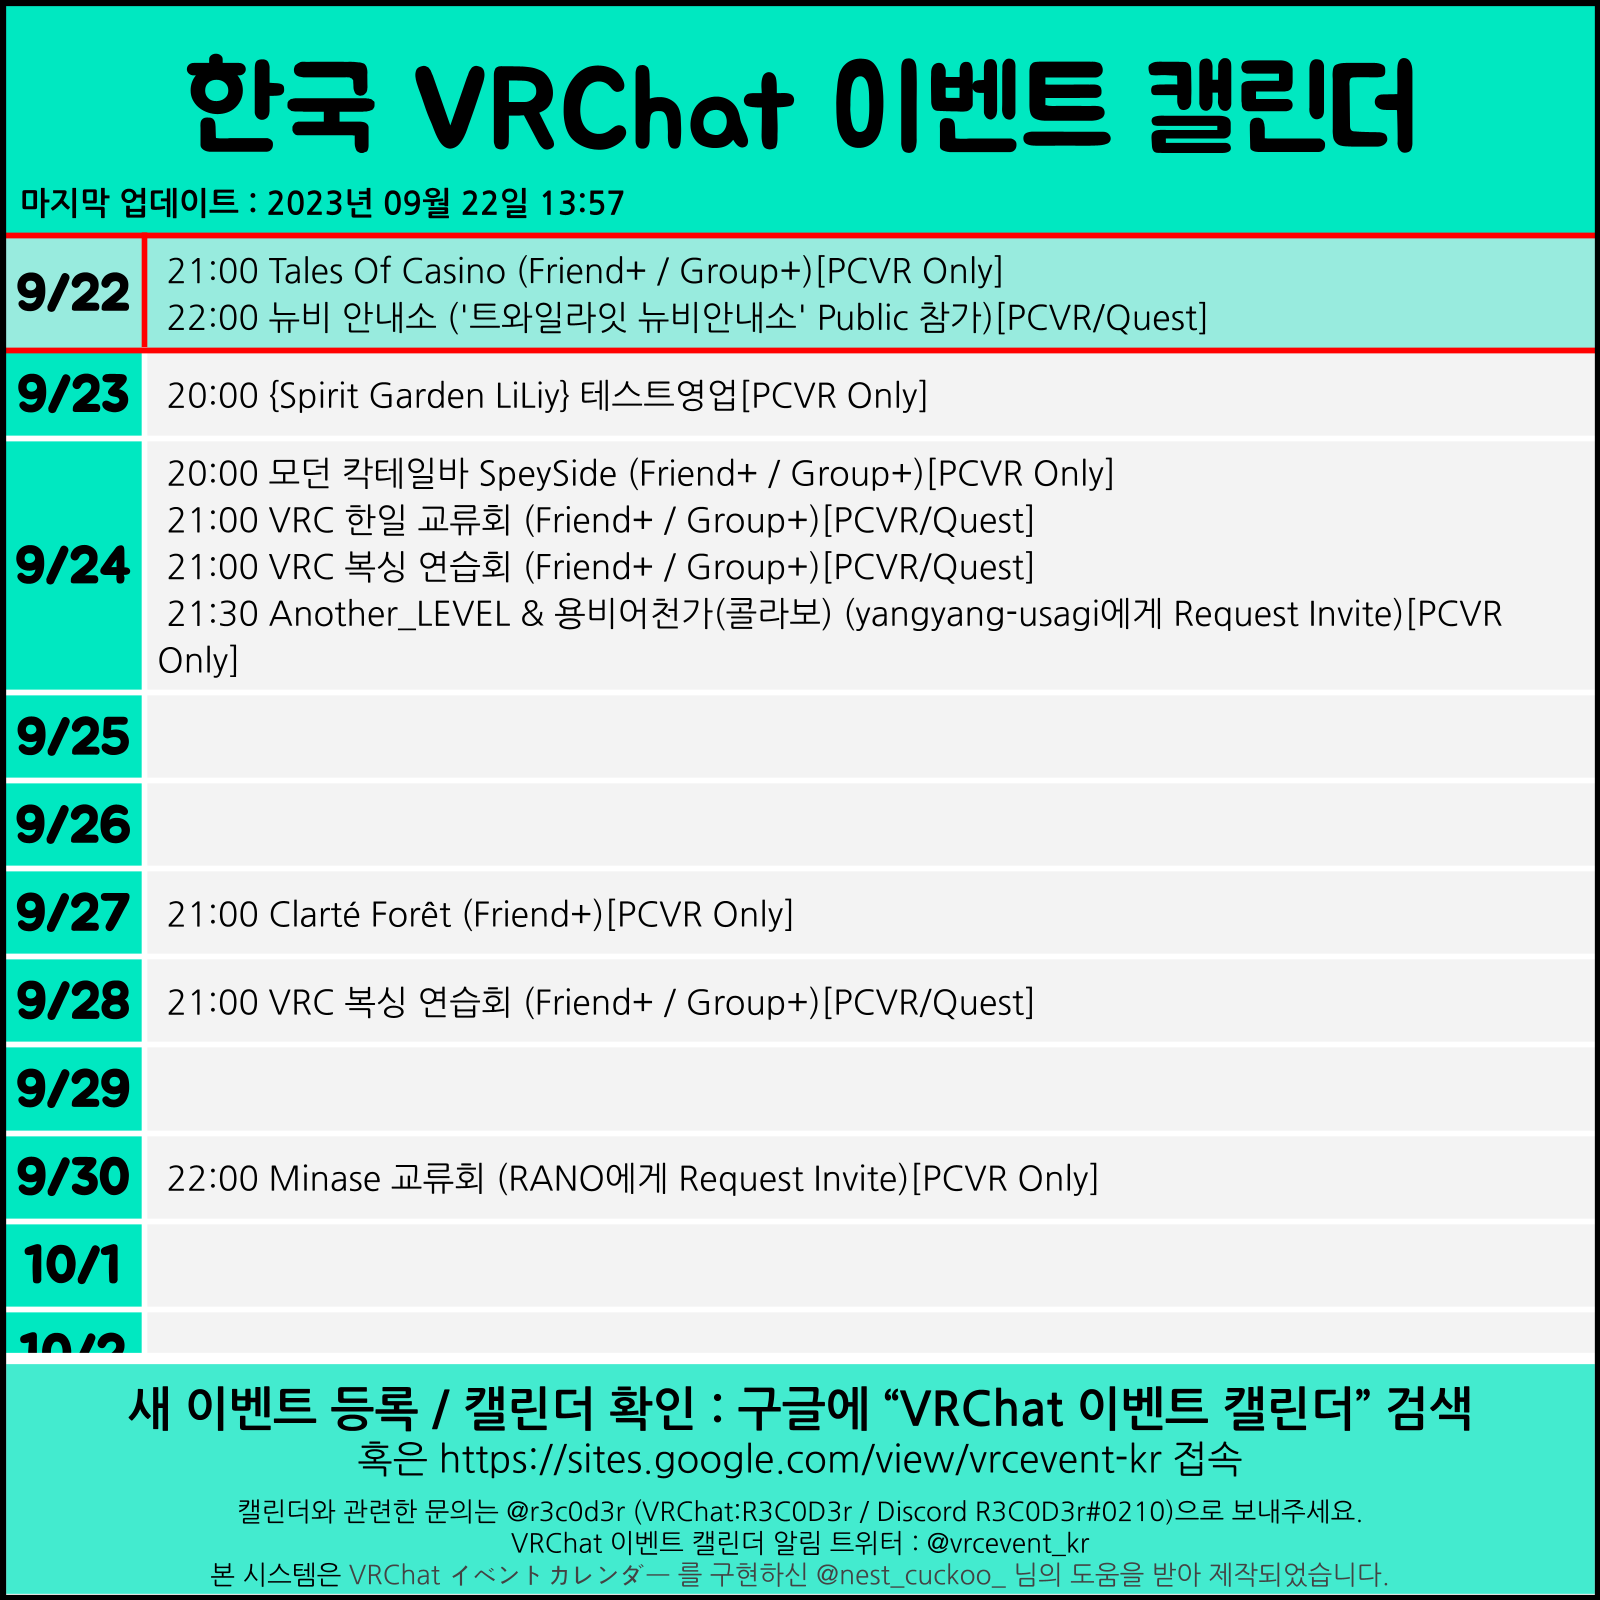 한국 VRChat 이벤트 캘린더
마지막 업데이트 : 2023년 09월 22일 13:57
9/22
21:00 Tales Of Casino (Friend+ / Group+)[PCVR Only]
22:00 뉴비 안내소 ('트와일라잇 뉴비안내소' Public 참가)[PCVR/Quest]
9/23
20:00 {Spirit Garden LiLiy} 테스트영업[PCVR Only]
9/24
20:00 모던 칵테일바 SpeySide (Friend+ / Group+)[PCVR Only]
21:00 VRC 한일 교류회 (Friend+ / Group+)[PCVR/Quest]
21:00 VRC 복싱 연습회 (Friend+ / Group+)[PCVR/Quest]
21:30 Another_LEVEL & 용비어천가(콜라보) (yangyang-usagi에게 Request Invite)[PCVR
Only]
9/25
9/26
9/27
21:00 Clarté Forêt (Friend+)[PCVR Only]
9/28
21:00 VRC 복싱 연습회 (Friend+ / Group+)[PCVR/Quest]
9/29
9/30
22:00 Minase 교류회 (RANO에게 Request Invite)[PCVR Only]
10/1
10/2
새 이벤트 등록 / 캘린더 확인 : 구글에 “VRChat 이벤트 캘린더” 검색
혹은 https://sites.google.com/view/vrcevent-kr 접속
캘린더와 관련한 문의는 @r3c0d3r (VRChat:R3C0D3r / Discord R3C0D3r#0210)으로 보내주세요.
VRChat 이벤트 캘린더 알림 트위터 : @vrcevent_kr
본 시스템은 VRChat イベントカレンダー 를 구현하신 @nest_cuckoo_ 님의 도움을 받아 제작되었습니다.